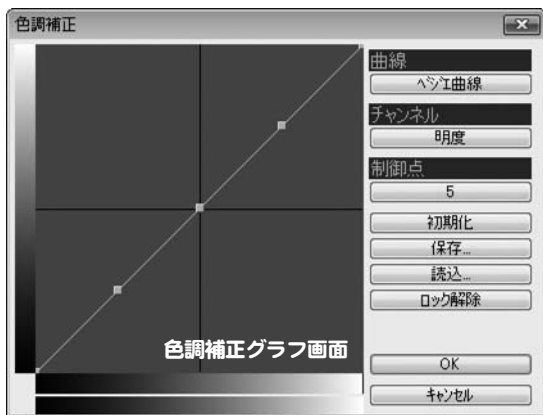 色調補正
曲線
ベジエ曲線
チャンネル
明度
制御点
5
初期化
保存...
読込...
ロック解除
色調補正グラフ画面
OK
キャンセル